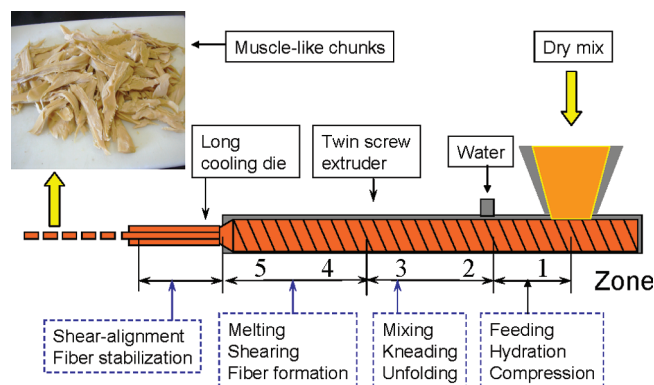 Muscle-like chunks
Dry mix
Long
cooling die
Twin screw
extruder
Water
5 4 3 2 1
Zone
Shear-alignment
Fiber stabilization
Melting
Shearing
Fiber formation
Mixing
Kneading
Unfolding
Feeding
Hydration
Compression